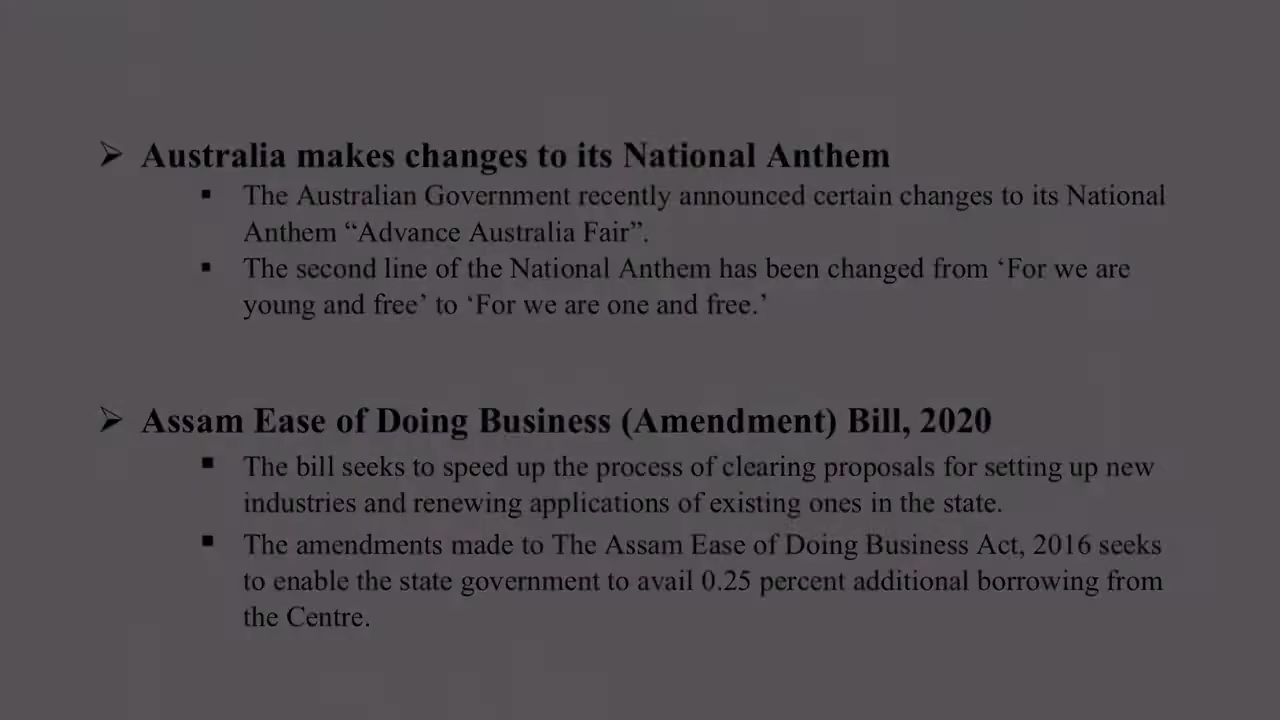 ➢ Australia makes changes to its National Anthem
▪ The Australian Government recently announced certain changes to its National
Anthem “Advance Australia Fair”.
▪ The second line of the National Anthem has been changed from ‘For we are
young and free’ to ‘For we are one and free.’
➢ Assam Ease of Doing Business (Amendment) Bill, 2020
▪ The bill seeks to speed up the process of clearing proposals for setting up new
industries and renewing applications of existing ones in the state.
▪ The amendments made to The Assam Ease of Doing Business Act, 2016 seeks
to enable the state government to avail 0.25 percent additional borrowing from
the Centre.